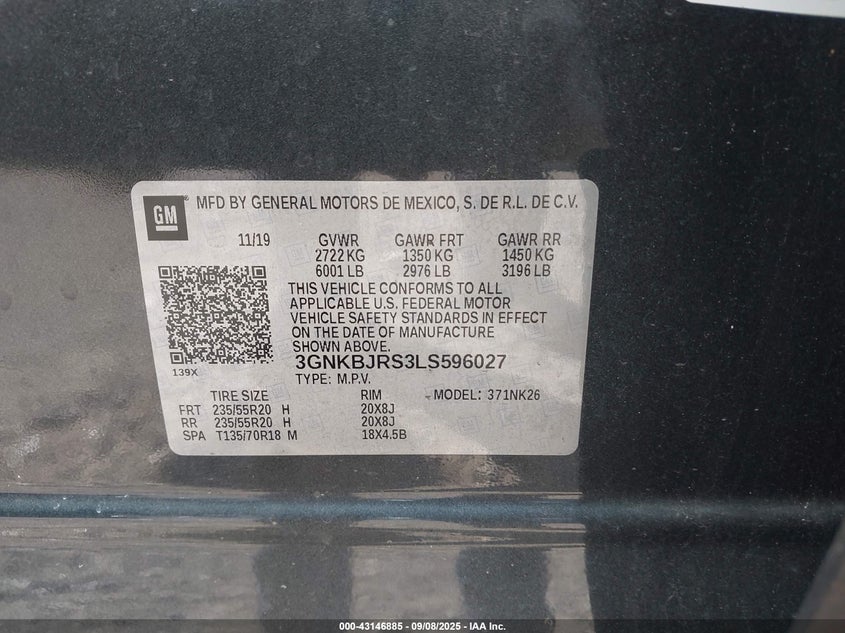 GM
MFD BY GENERAL MOTORS DE MEXICO, S. DE R.L. DE C.V.
11/19 GVWR GAWR FRT GAWR RR
2722 KG 1350 KG 1450 KG
6001 LB 2976 LB 3196 LB
THIS VEHICLE CONFORMS TO ALL
APPLICABLE U.S. FEDERAL MOTOR
VEHICLE SAFETY STANDARDS IN EFFECT
ON THE DATE OF MANUFACTURE
SHOWN ABOVE.
139X
3GNKBJRS3LS596027
TYPE: M.P.V.
TIRE SIZE RIM MODEL: 371NK26
FRT 235/55R20 H 20X8J
RR 235/55R20 H 20X8J
SPA T135/70R18 M 18X4.5B
000-43146885 - 09/08/2025 - IAA Inc.